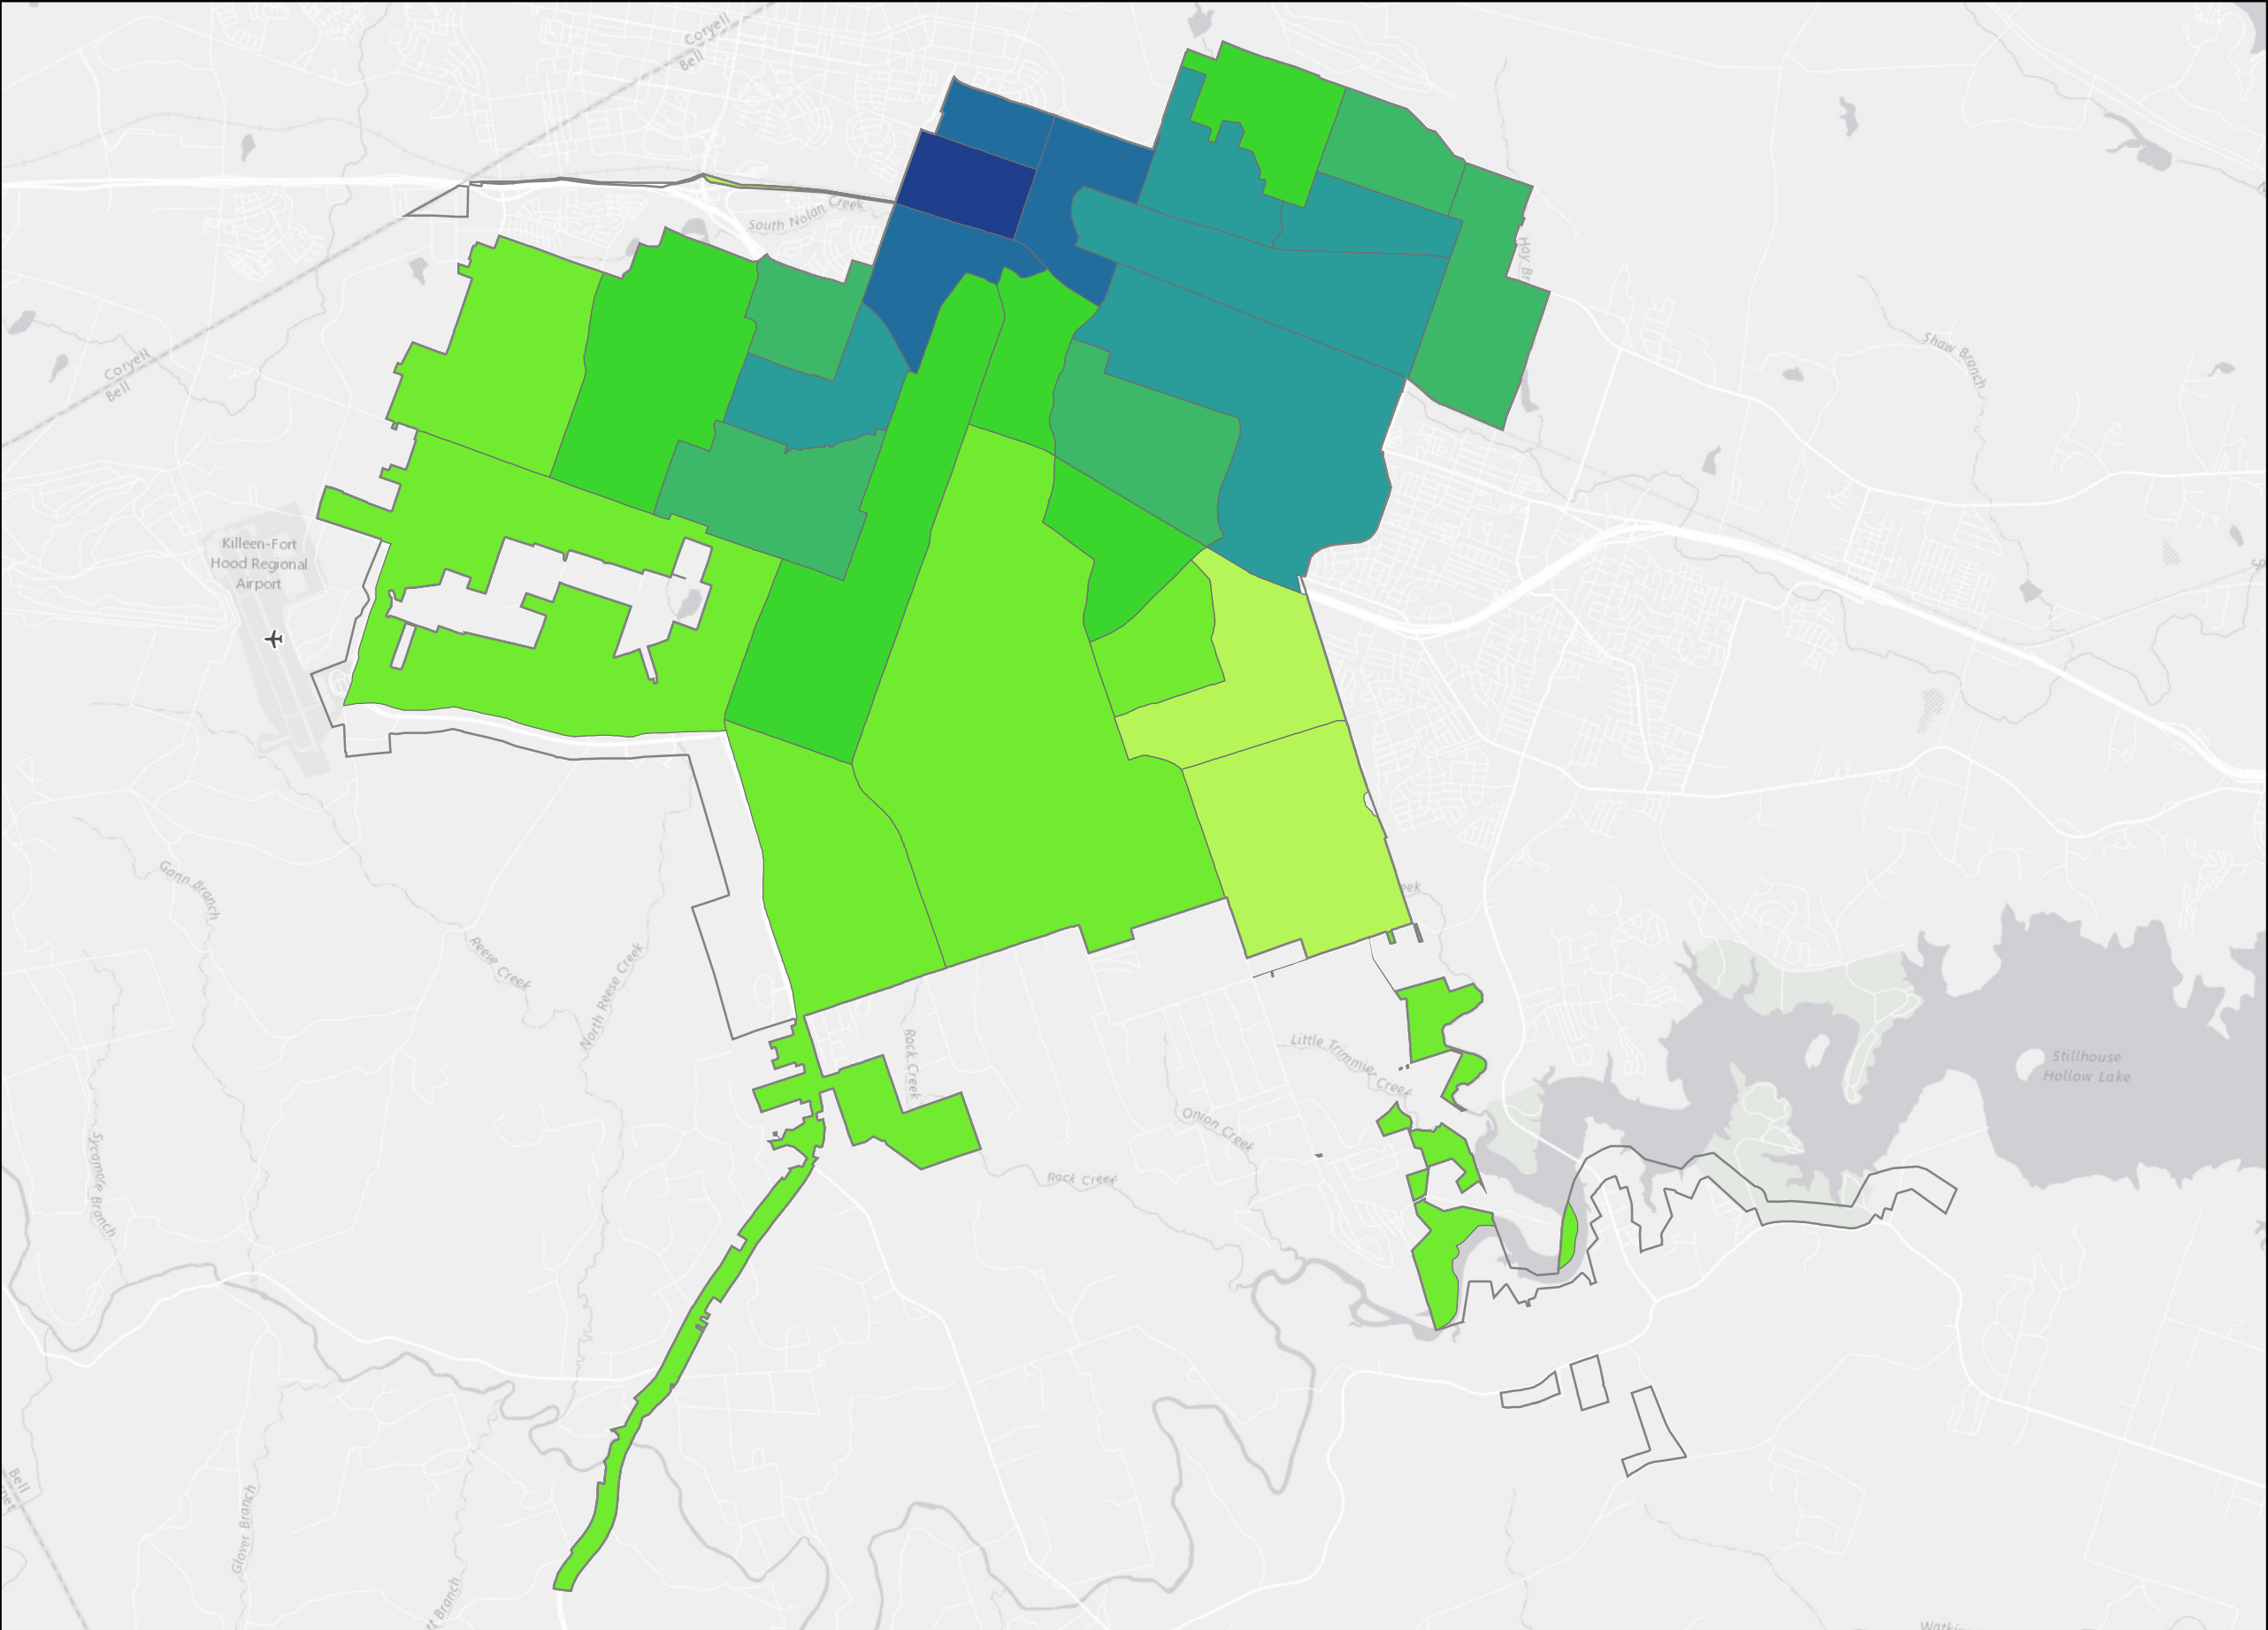 Coryell
Bell
South Nolan Creek
Coryell
Bell
Shaw Branch
Killeen-Fort
Hood Regional
Airport
Gann Branch
Reese Creek
North Reese Creek
Rock Creek
Little Trimmier Creek
Stillhouse
Hollow Lake
Onion Creek
Rock Creek
Sycamore Branch
Glover Branch
Bell
Branch